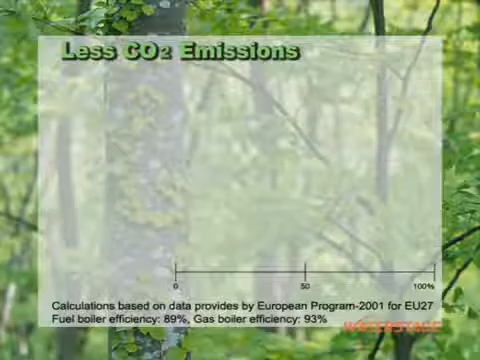 Less CO2 Emissions
0 50 100%
Calculations based on data provides by European Program-2001 for EU27
Fuel boiler efficiency: 89%, Gas boiler efficiency: 93%